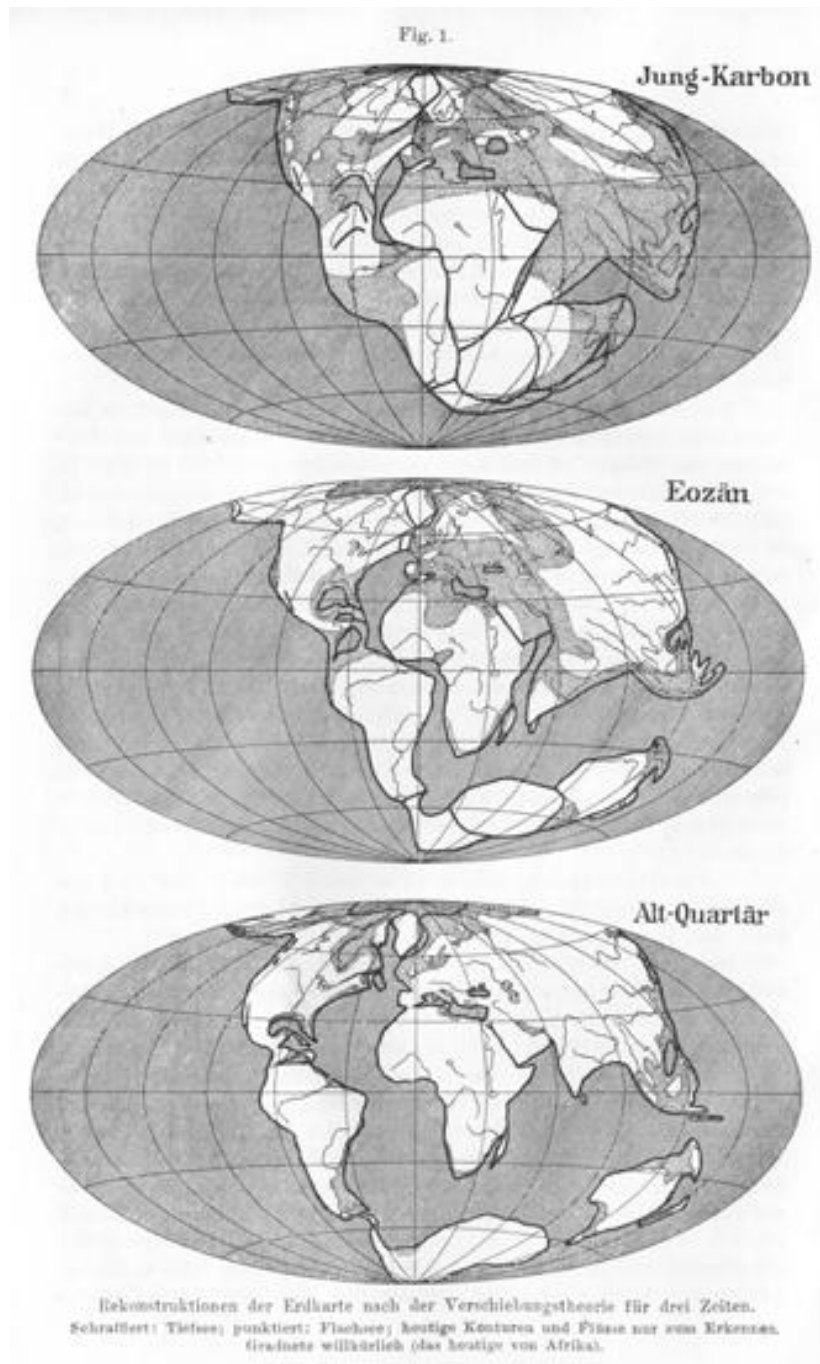 Fig. 1.
Jung-Karbon
Eozän
Alt-Quartär
Rekonstruktionen der Erdkarte nach der Verschiebungstheorie für drei Zeiten.
Schraffiert: Tiefsee; punktiert: Flachsee; heutige Konturen und Flüsse nur zum Erkennen.
Gradnetz willkürlich (das heutige von Afrika).